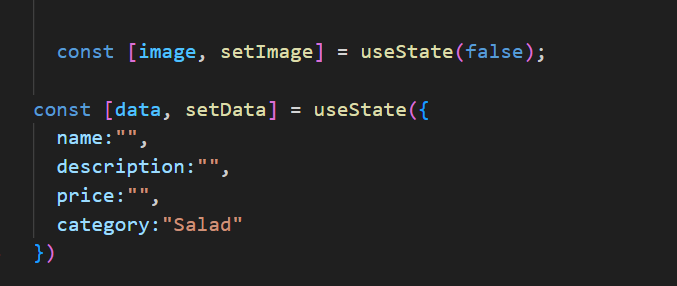 const [image, setImage] = useState(false);
const [data, setData] = useState({
name:"",
description:"",
price:"",
category:"Salad"
})